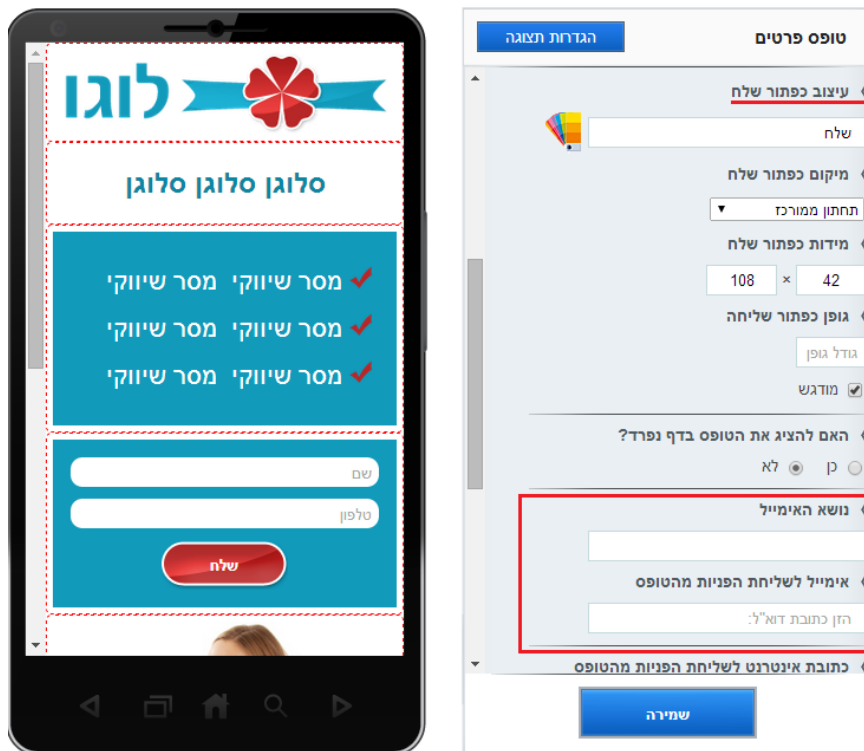 לוגו
סלוגן סלוגן סלוגן
מסר שיווקי מסר שיווקי
מסר שיווקי מסר שיווקי
מסר שיווקי מסר שיווקי
שם
טלפון
שלח
טופס פרטים
הגדרות תצוגה
עיצוב כפתור שלח
שלח
מיקום כפתור שלח
תחתון ממורכז
מידות כפתור שלח
108 × 42
גופן כפתור שליחה
גודל גופן
מודגש
האם להציג את הטופס בדף נפרד?
כן לא
נושא האימייל
אימייל לשליחת הפניות מהטופס
הזן כתובת דוא"ל:
כתובת אינטרנט לשליחת הפניות מהטופס
שמירה